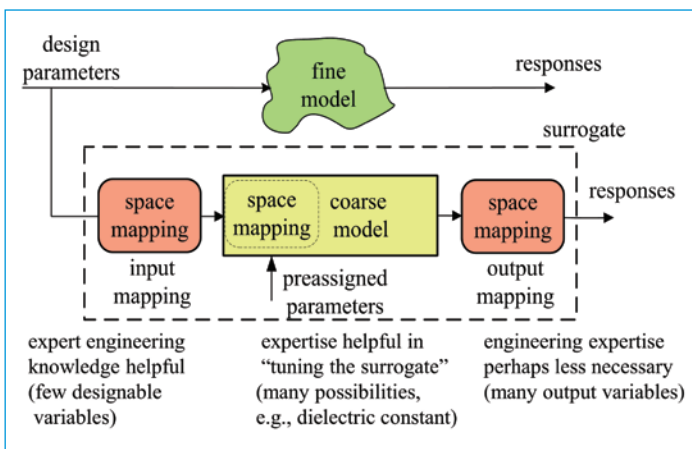 design
parameters
fine
model
responses
surrogate
space
mapping
space
mapping
coarse
model
space
mapping
responses
input
mapping
preassigned
parameters
output
mapping
expert engineering
knowledge helpful
(few designable
variables)
expertise helpful in
“tuning the surrogate”
(many possibilities,
e.g., dielectric constant)
engineering expertise
perhaps less necessary
(many output variables)